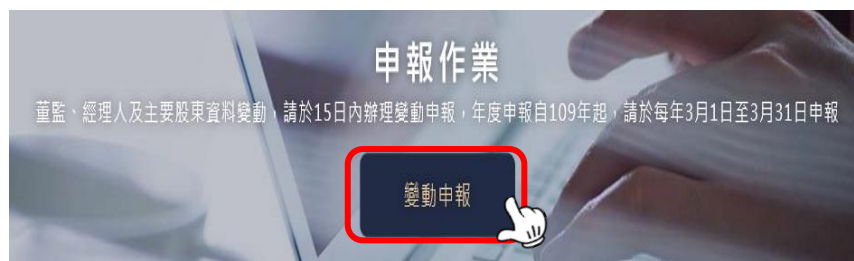 申報作業
董監、經理人及主要股東資料變動，請於15日內辦理變動申報，年度申報自109年起，請於每年3月1日至3月31日申報
變動申報